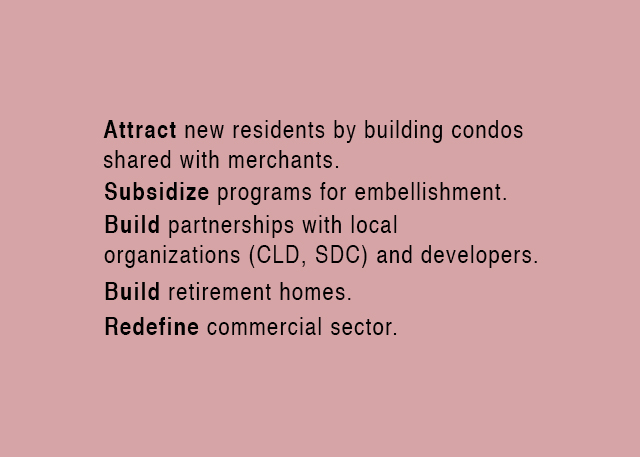 Attract new residents by building condos
shared with merchants.
Subsidize programs for embellishment.
Build partnerships with local
organizations (CLD, SDC) and developers.
Build retirement homes.
Redefine commercial sector.